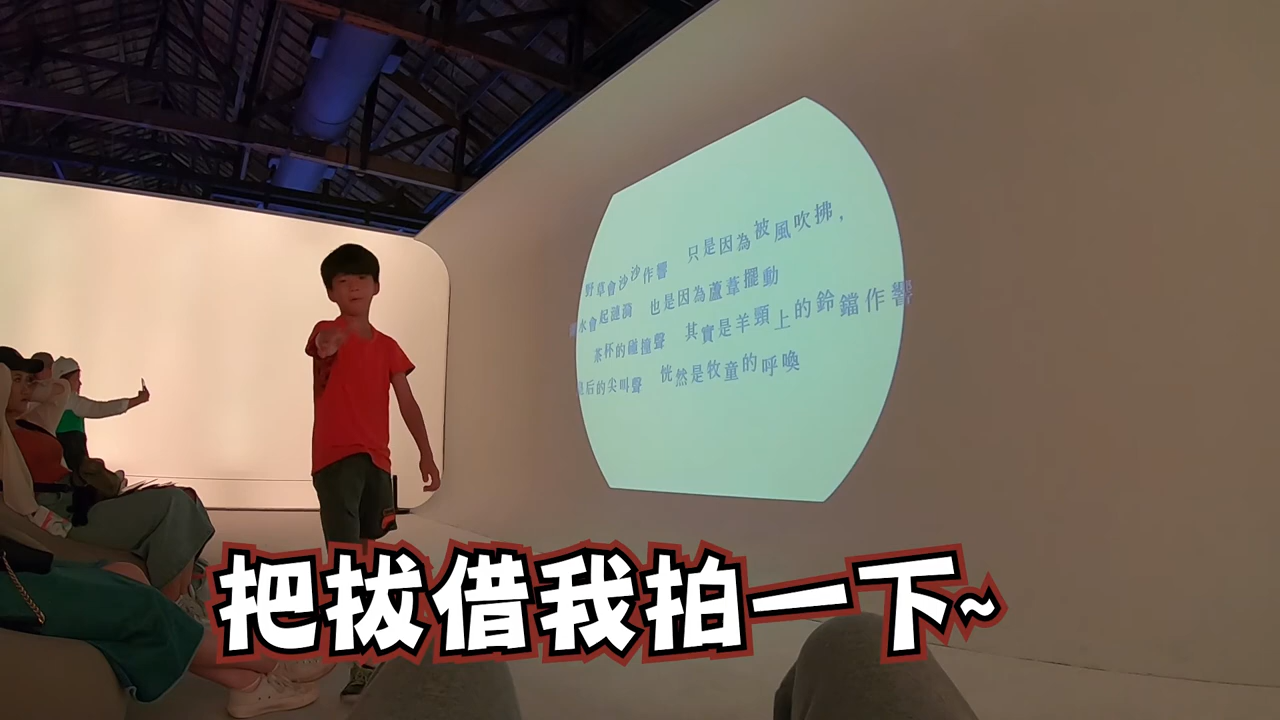 野草會沙沙作響 只是因為被風吹拂，
水會起漣漪 也是因為蘆葦擺動
茶杯的碰撞聲 其實是羊頸上的鈴鐺作響
后的尖叫聲 恍然是牧童的呼喚
把拔借我拍一下~